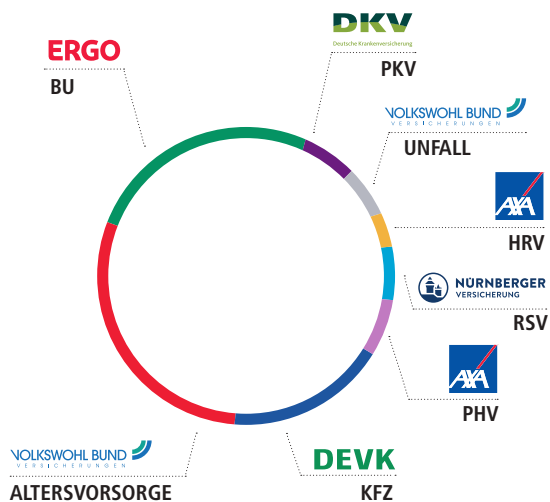 ERGO
BU
DKV
Deutsche Krankenversicherung
PKV
VOLKSWOHL BUND
VERSICHERUNGEN
UNFALL
AXA
HRV
NÜRNBERGER
VERSICHERUNG
RSV
AXA
PHV
DEVK
KFZ
VOLKSWOHL BUND
VERSICHERUNGEN
ALTERSVORSORGE